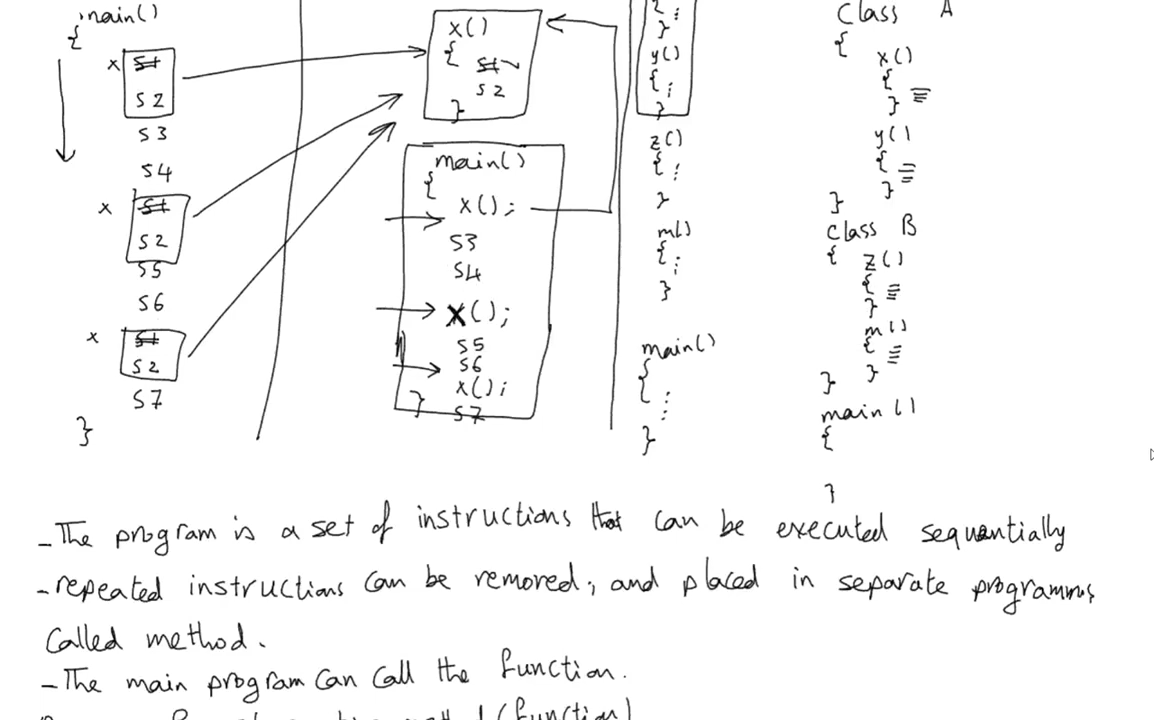 main()
{
x S1
S2
S3
S4
x S1
S2
S5
S6
x S1
S2
S7
}
x()
{
S1
S2
}
main()
{
x();
S3
S4
x();
S5
S6
x();
} S7
}
y()
{ ;
}
z()
{ ;
}
m()
{ ;
}
main()
{
:
:
}
Class A
{
x()
{
}
y()
{
}
}
Class B
{ z()
{
}
m()
{
}
}
main()
{
}
- The program is a set of instructions that can be executed sequentially
- repeated instructions can be removed, and placed in separate programms
Called method.
- The main program can call the function.
(function)